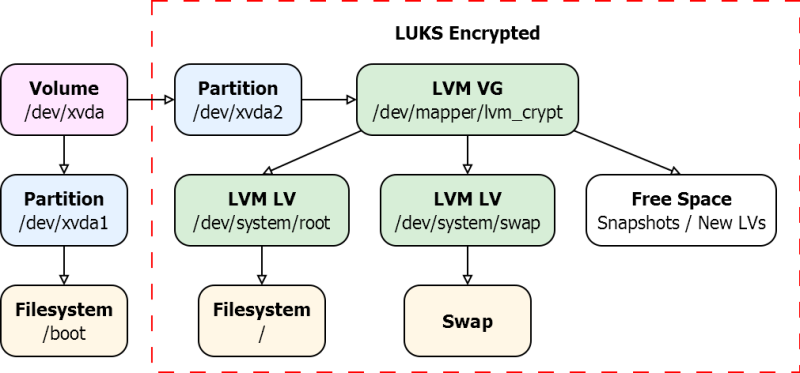 LUKS Encrypted
Volume
/dev/xvda
Partition
/dev/xvda2
LVM VG
/dev/mapper/lvm_crypt
Partition
/dev/xvda1
LVM LV
/dev/system/root
LVM LV
/dev/system/swap
Free Space
Snapshots / New LVs
Filesystem
/boot
Filesystem
/
Swap